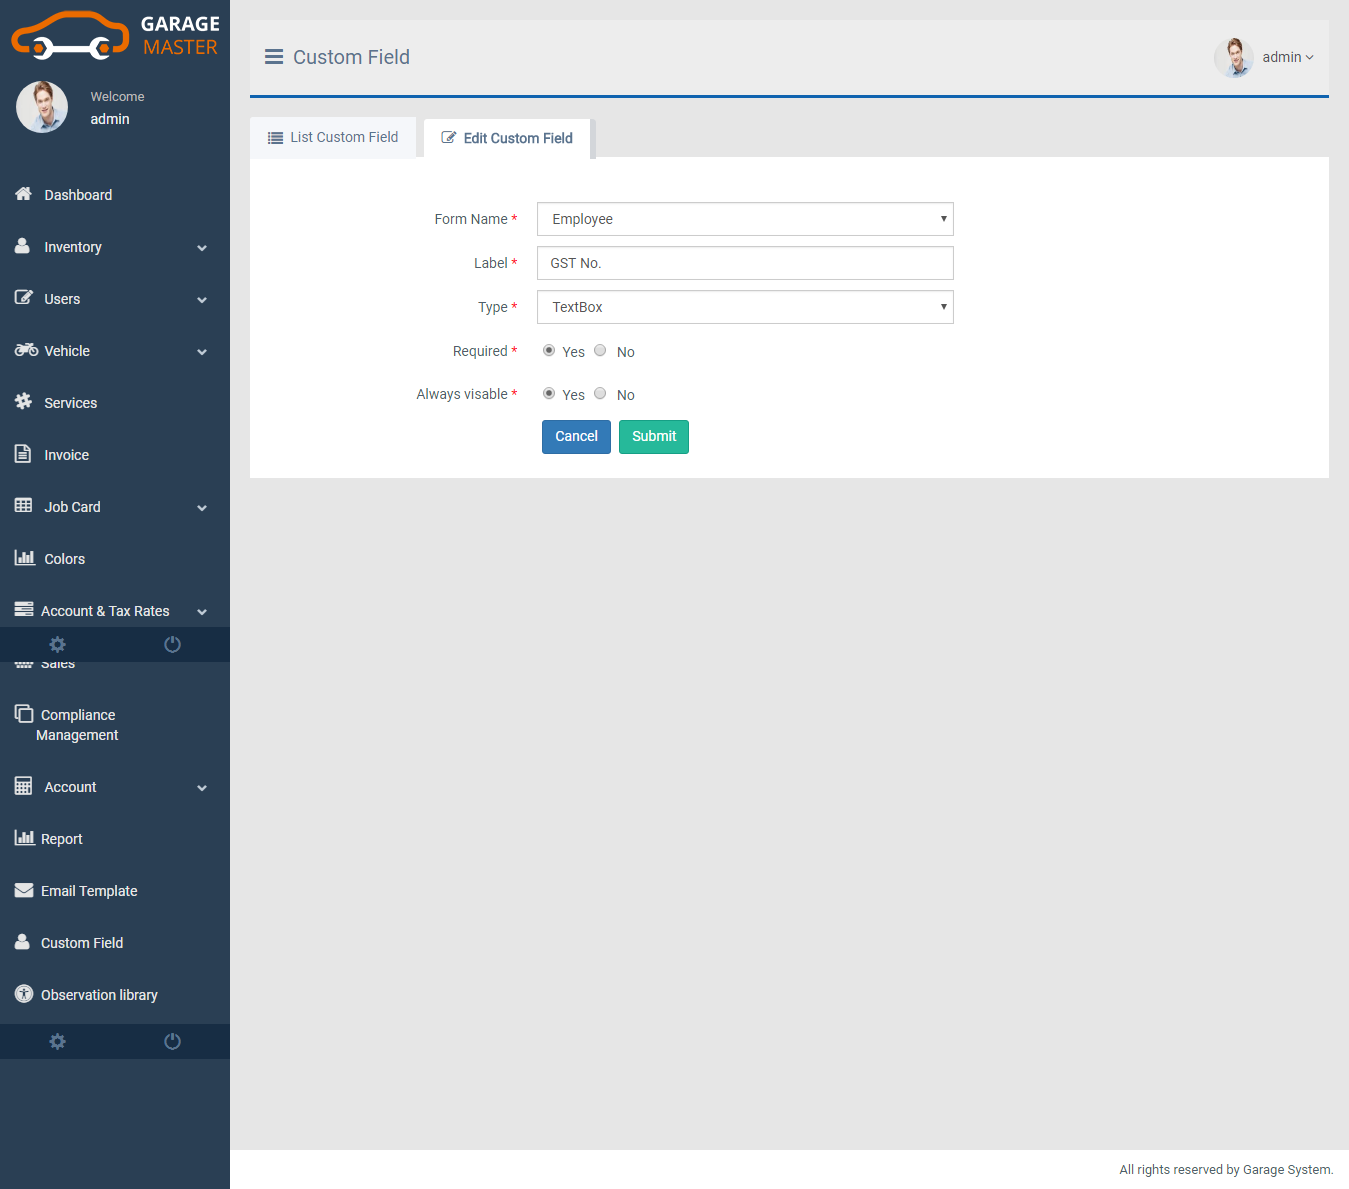 GARAGE
MASTER
Welcome
admin
Dashboard
Inventory
Users
Vehicle
Services
Invoice
Job Card
Colors
Account & Tax Rates
Sales
Compliance
Management
Account
Report
Email Template
Custom Field
Observation library
Custom Field
admin
List Custom Field
Edit Custom Field
Form Name * Employee
Label * GST No.
Type * TextBox
Required * Yes No
Always visable * Yes No
Cancel Submit
All rights reserved by Garage System.